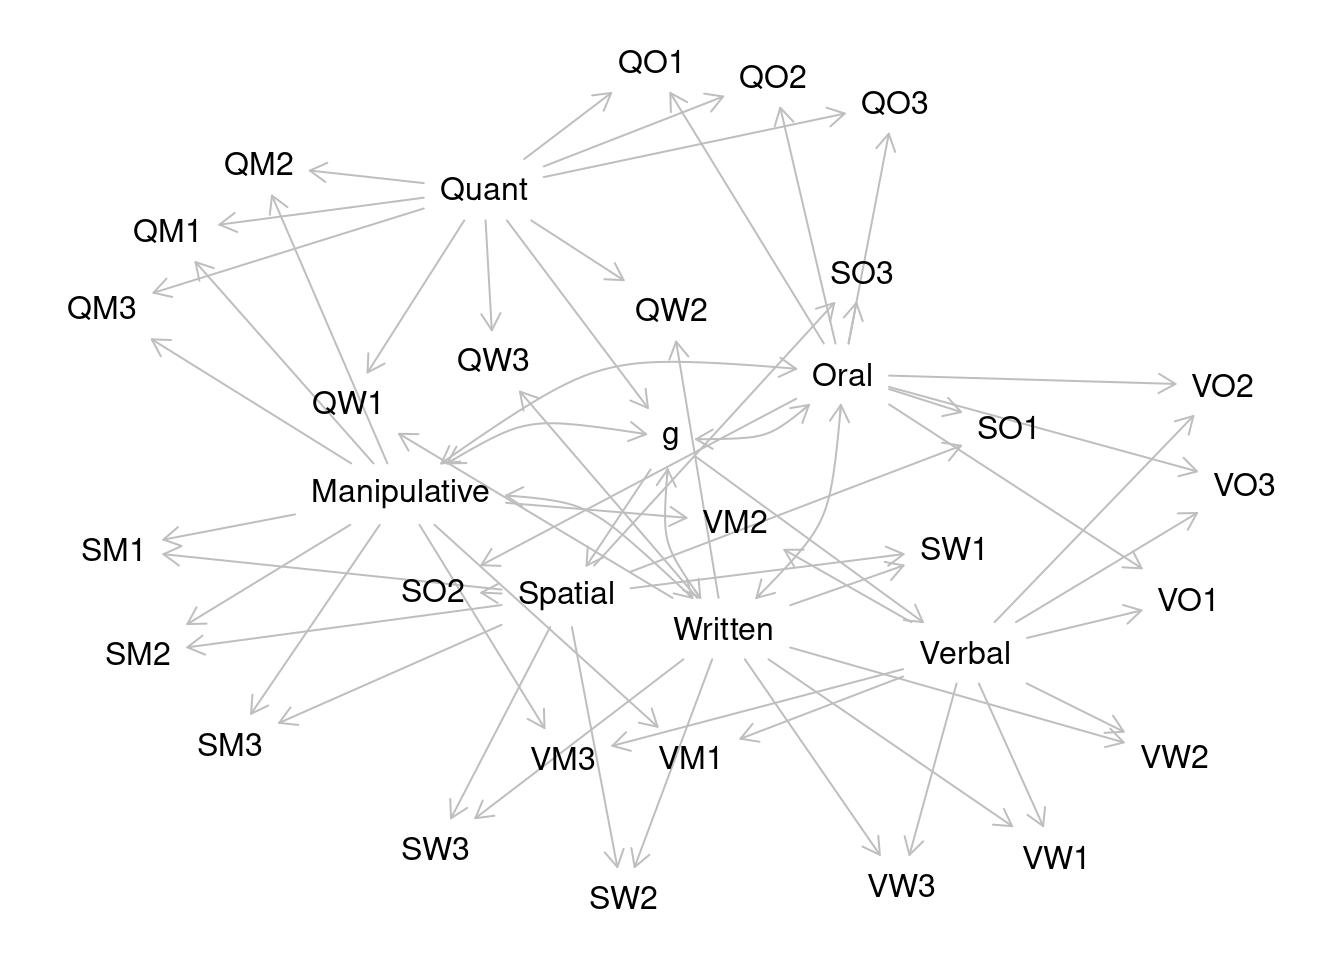 QO1
QO2
QO3
QM2
Quant
QM1
SO3
QM3
QW2
QW3
Oral
VO2
QW1
SO1
g
VO3
Manipulative
VM2
SM1
SW1
SO2
Spatial
VO1
Written
SM2
Verbal
SM3
VM3
VM1
VW2
SW3
VW1
VW3
SW2